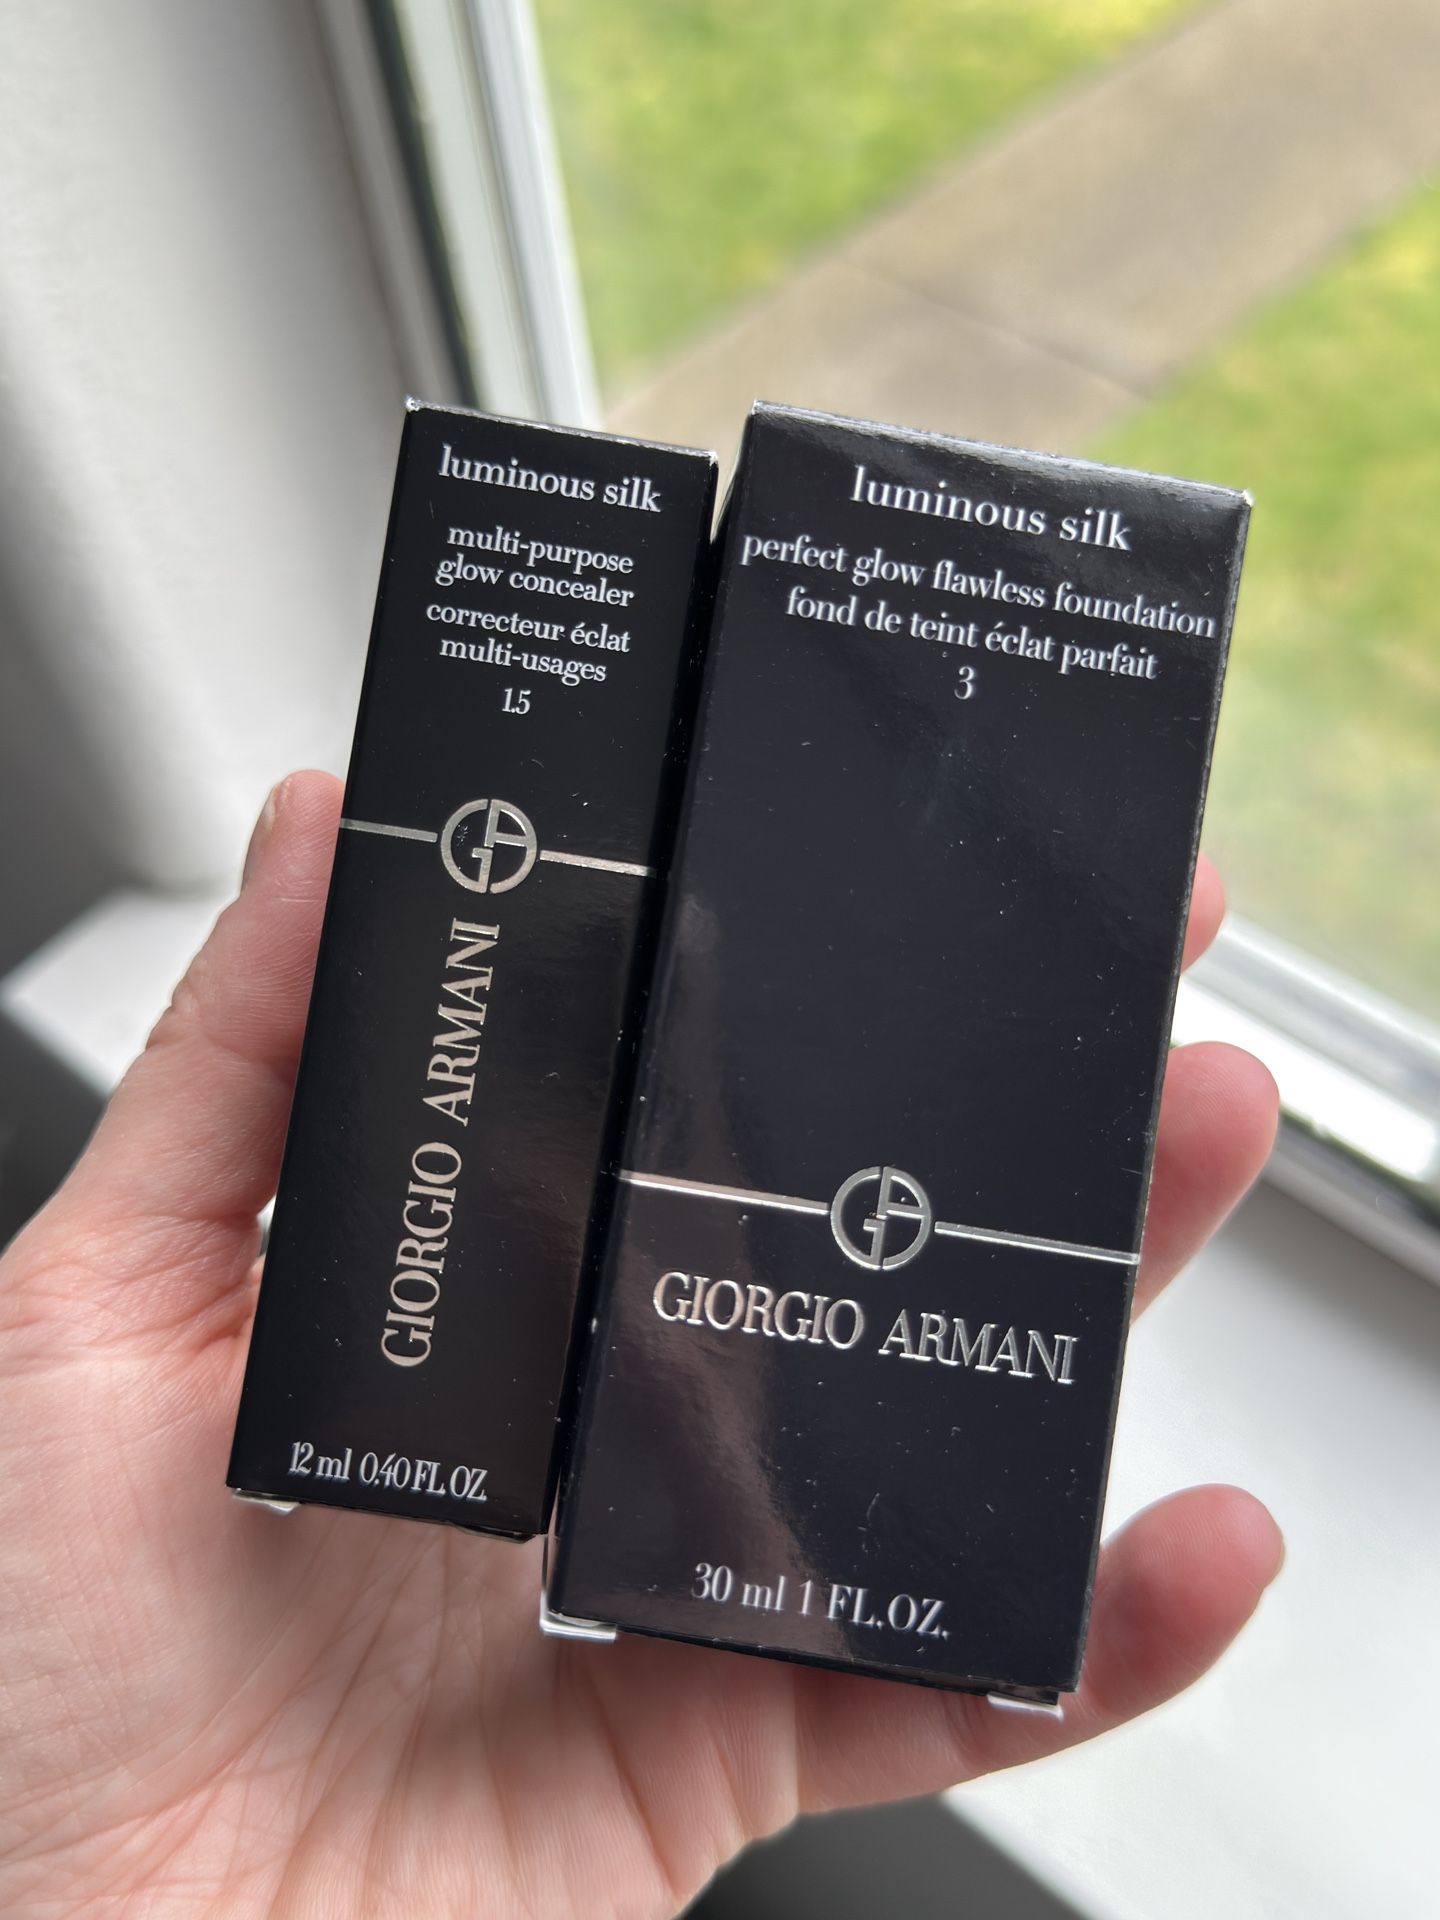 luminous silk
multi-purpose
glow concealer
correcteur éclat
multi-usages
1.5
GA
GIORGIO ARMANI
12 ml 0.40 FL. OZ.
luminous silk
perfect glow flawless foundation
fond de teint éclat parfait
3
GA
GIORGIO ARMANI
30 ml 1 FL.OZ.